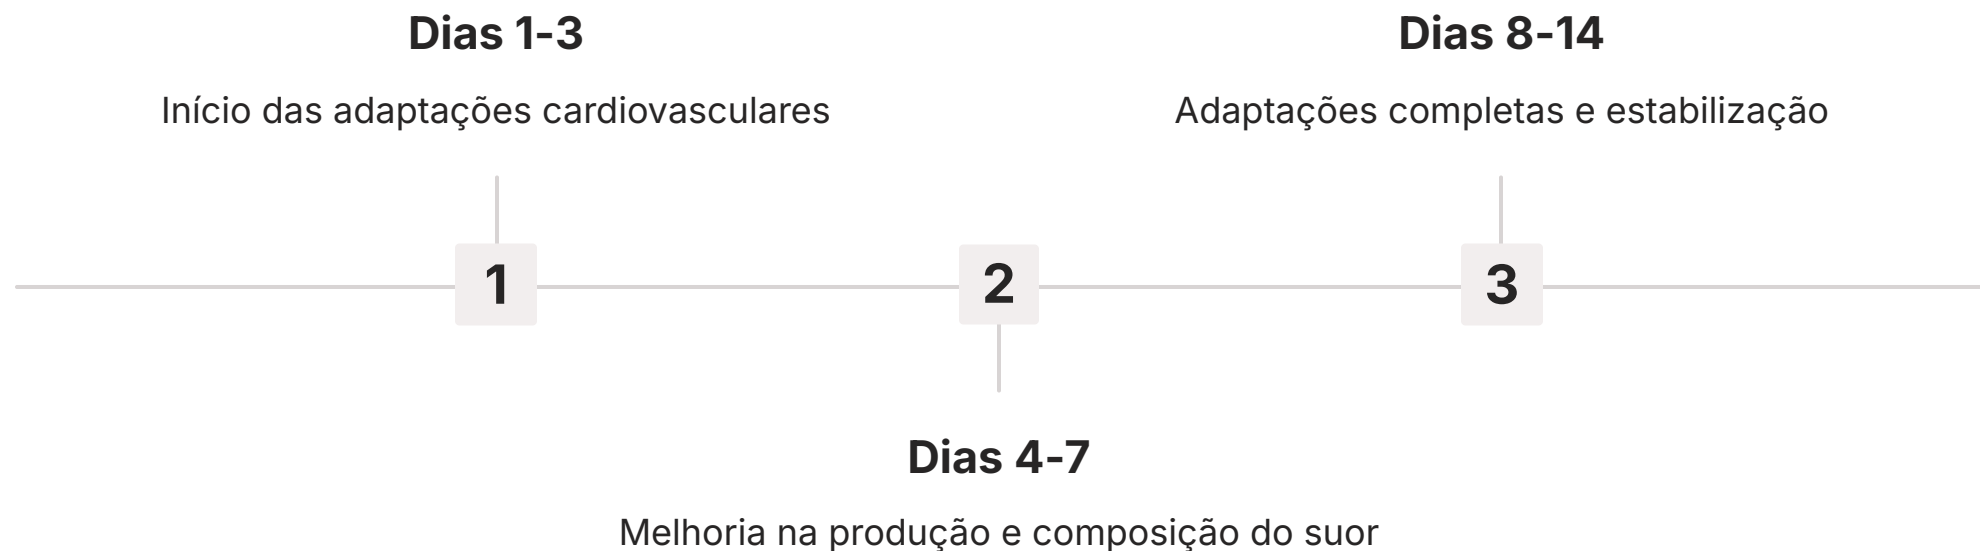 Dias 1-3
Início das adaptações cardiovasculares
1
Dias 4-7
Melhoria na produção e composição do suor
2
Dias 8-14
Adaptações completas e estabilização
3